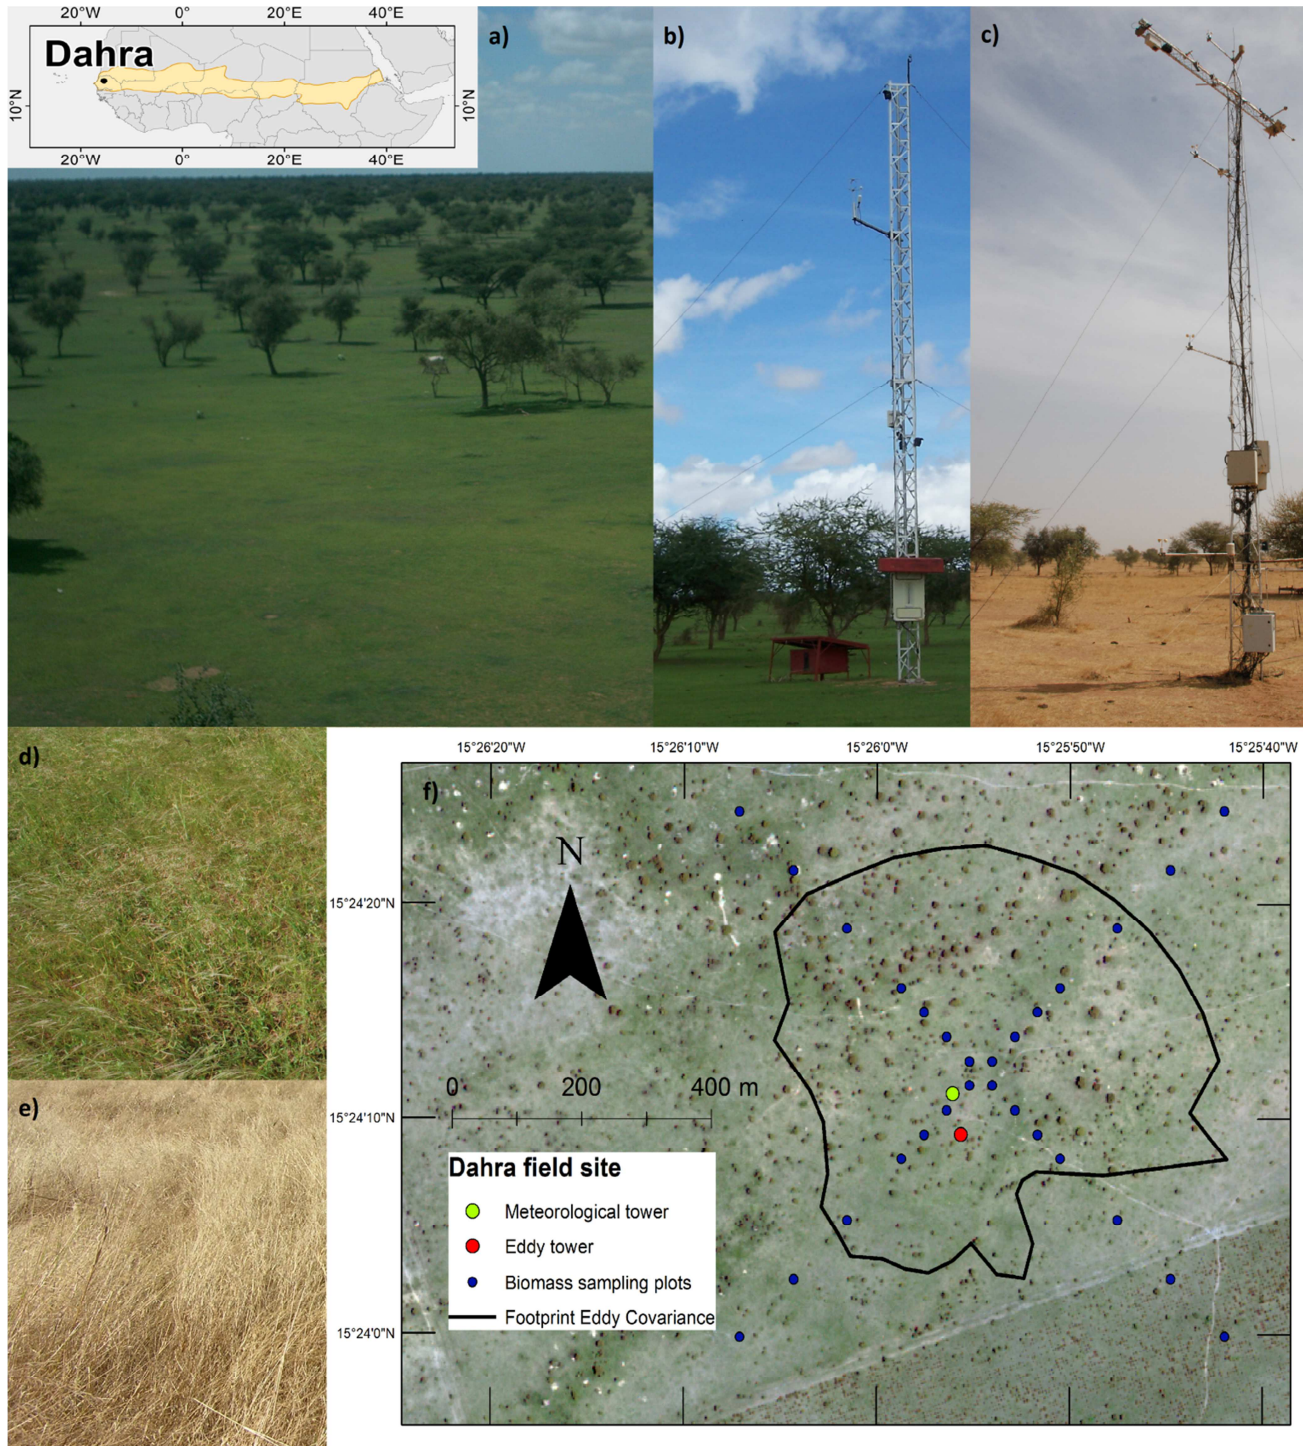 20°W 0° 20°E 40°E
Dahra
10°N 10°N
20°W 0° 20°E 40°E
a)
b)
c)
d)
e)
15°26'20"W 15°26'10"W 15°26'0"W 15°25'50"W 15°25'40"W
f)
N
15°24'20"N
0 200 400 m
15°24'10"N
Dahra field site
Meteorological tower
Eddy tower
Biomass sampling plots
Footprint Eddy Covariance
15°24'0"N